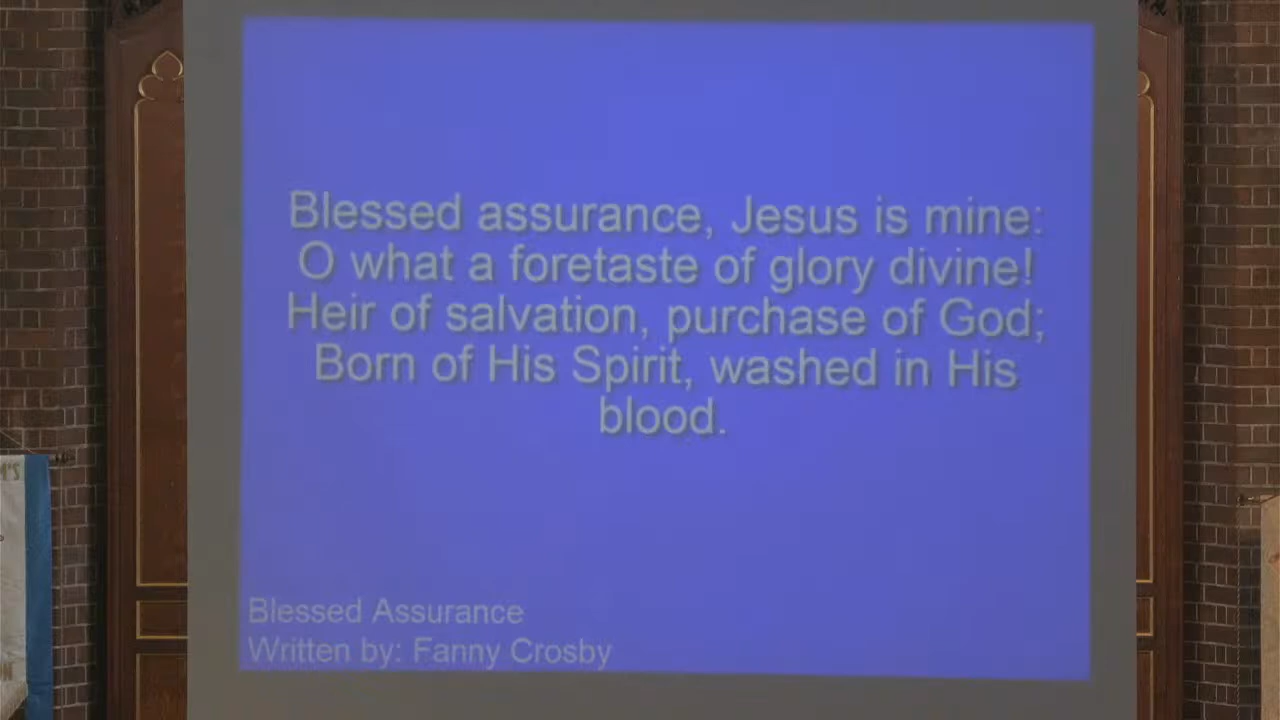 Blessed assurance, Jesus is mine:
O what a foretaste of glory divine!
Heir of salvation, purchase of God;
Born of His Spirit, washed in His
blood.
Blessed Assurance
Written by: Fanny Crosby